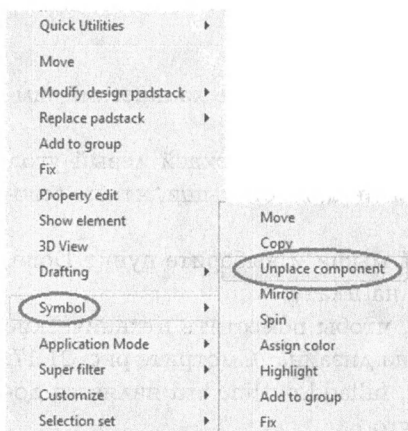 Quick Utilities
Move
Modify design padstack
Replace padstack
Add to group
Fix
Property edit
Show element
3D View
Drafting
Symbol
Application Mode
Super filter
Customize
Selection set
Move
Copy
Unplace component
Mirror
Spin
Assign color
Highlight
Add to group
Fix